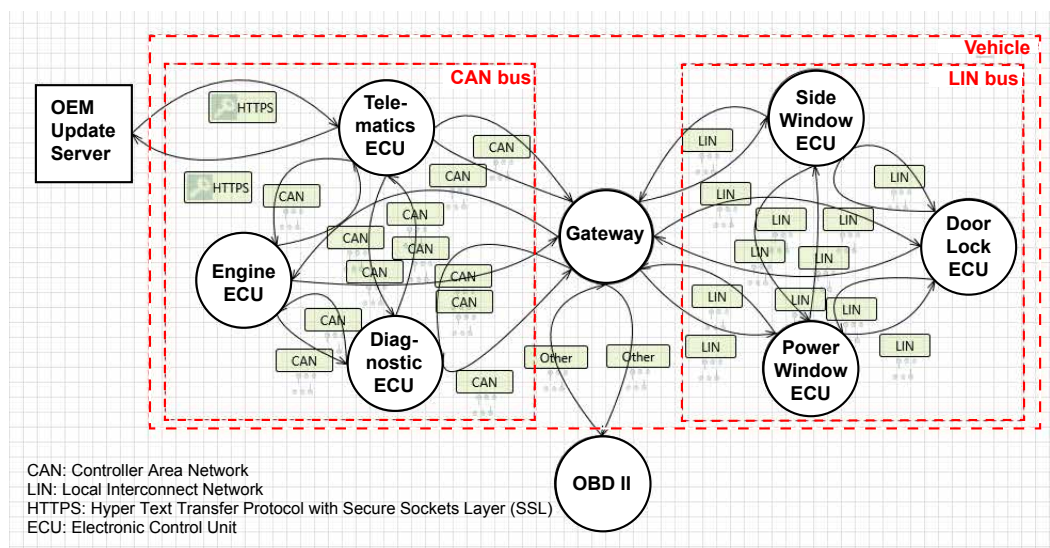 Vehicle
CAN bus
LIN bus
OEM
Update
Server
HTTPS
HTTPS
Tele-
matics
ECU
Side
Window
ECU
CAN
CAN
CAN
LIN
LIN
LIN
LIN
LIN
LIN
LIN
LIN
Gateway
Door
Lock
ECU
Engine
ECU
CAN
CAN
CAN
CAN
CAN
CAN
CAN
CAN
CAN
Diag-
nostic
ECU
LIN
LIN
LIN
LIN
LIN
Power
Window
ECU
Other
Other
OBD II
CAN: Controller Area Network
LIN: Local Interconnect Network
HTTPS: Hyper Text Transfer Protocol with Secure Sockets Layer (SSL)
ECU: Electronic Control Unit